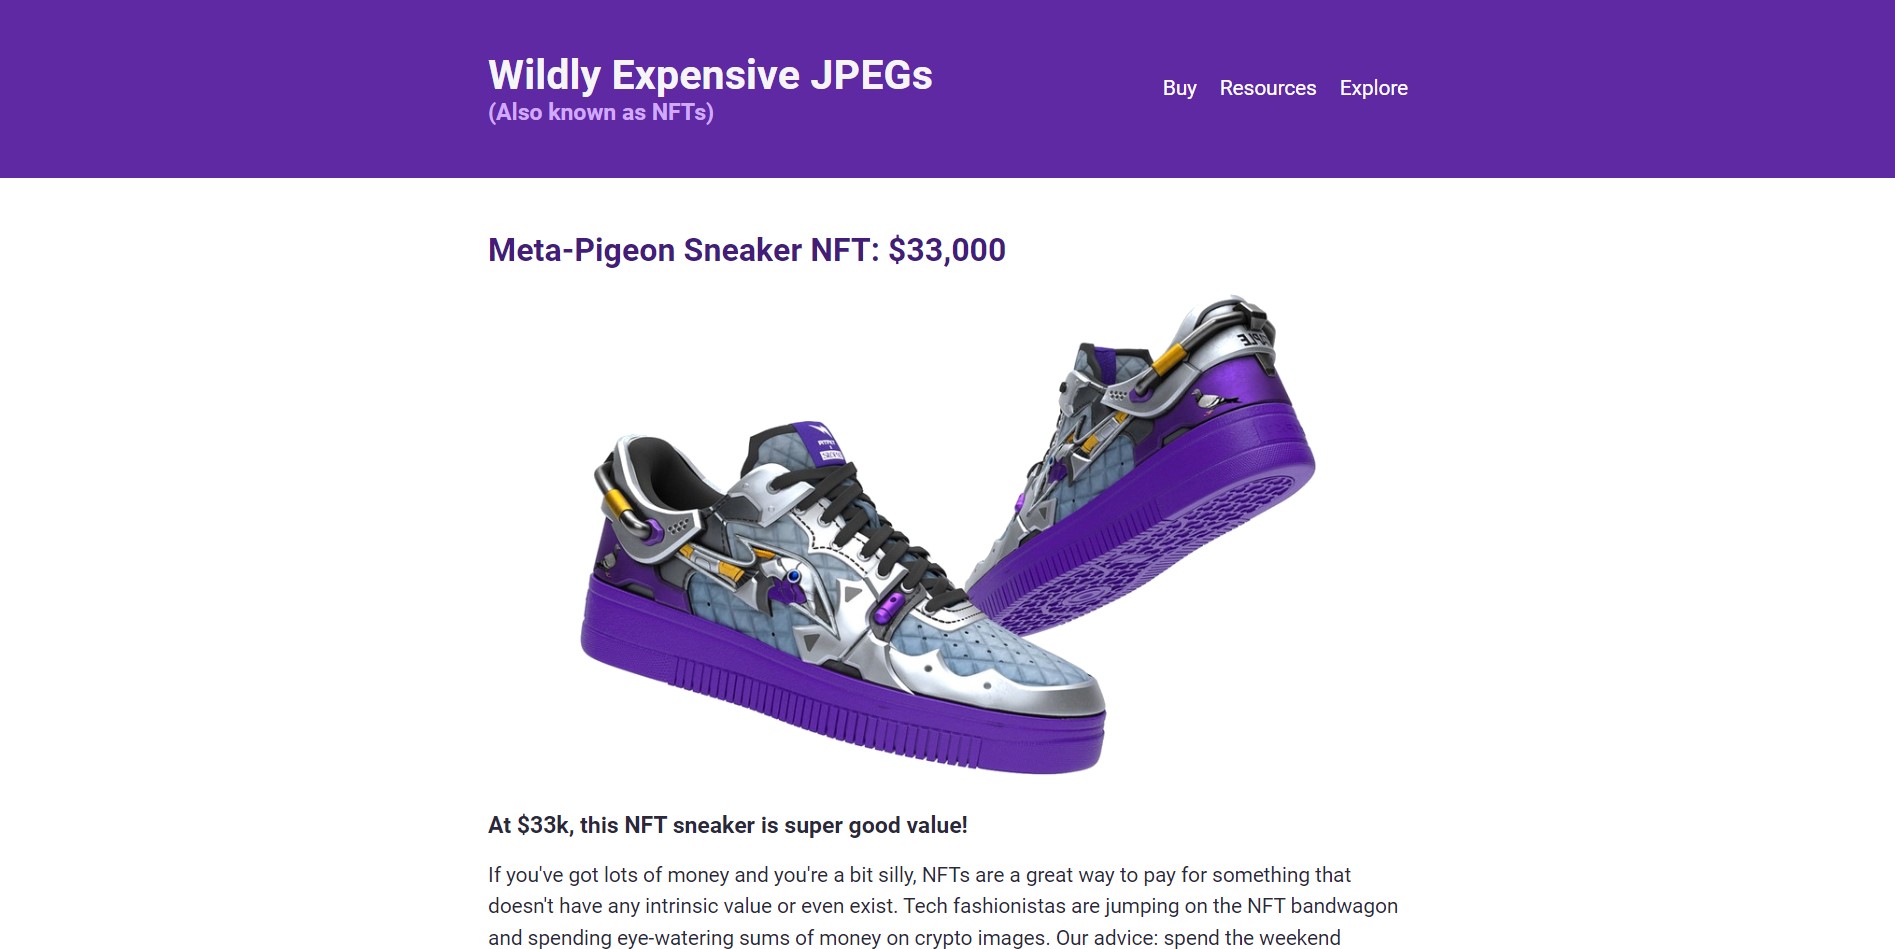 Wildly Expensive JPEGs
(Also known as NFTs)
Buy Resources Explore
Meta-Pigeon Sneaker NFT: $33,000
At $33k, this NFT sneaker is super good value!
If you've got lots of money and you're a bit silly, NFTs are a great way to pay for something that
doesn't have any intrinsic value or even exist. Tech fashionistas are jumping on the NFT bandwagon
and spending eye-watering sums of money on crypto images. Our advice: spend the weekend